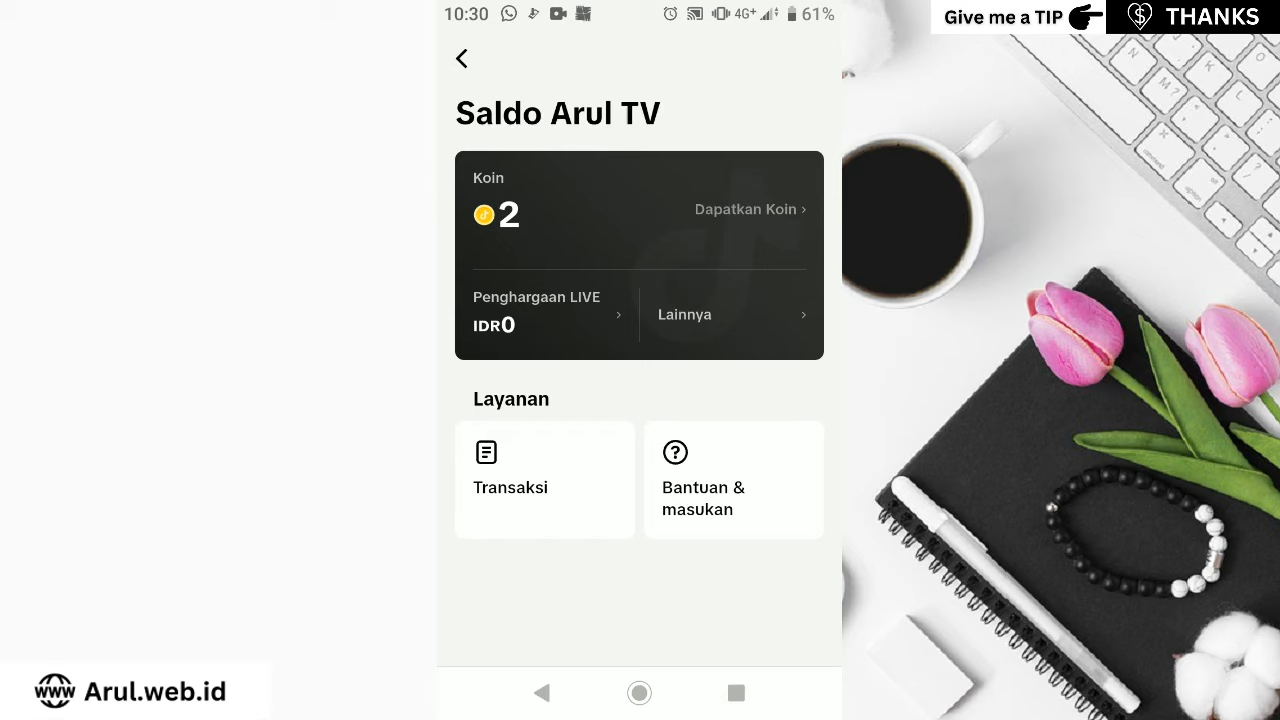 10:30
4G+
61%
Give me a TIP
THANKS
Saldo Arul TV
Koin
2
Dapatkan Koin ›
Penghargaan LIVE
IDR0
Lainnya
Layanan
Transaksi
Bantuan &
masukan
www Arul.web.id